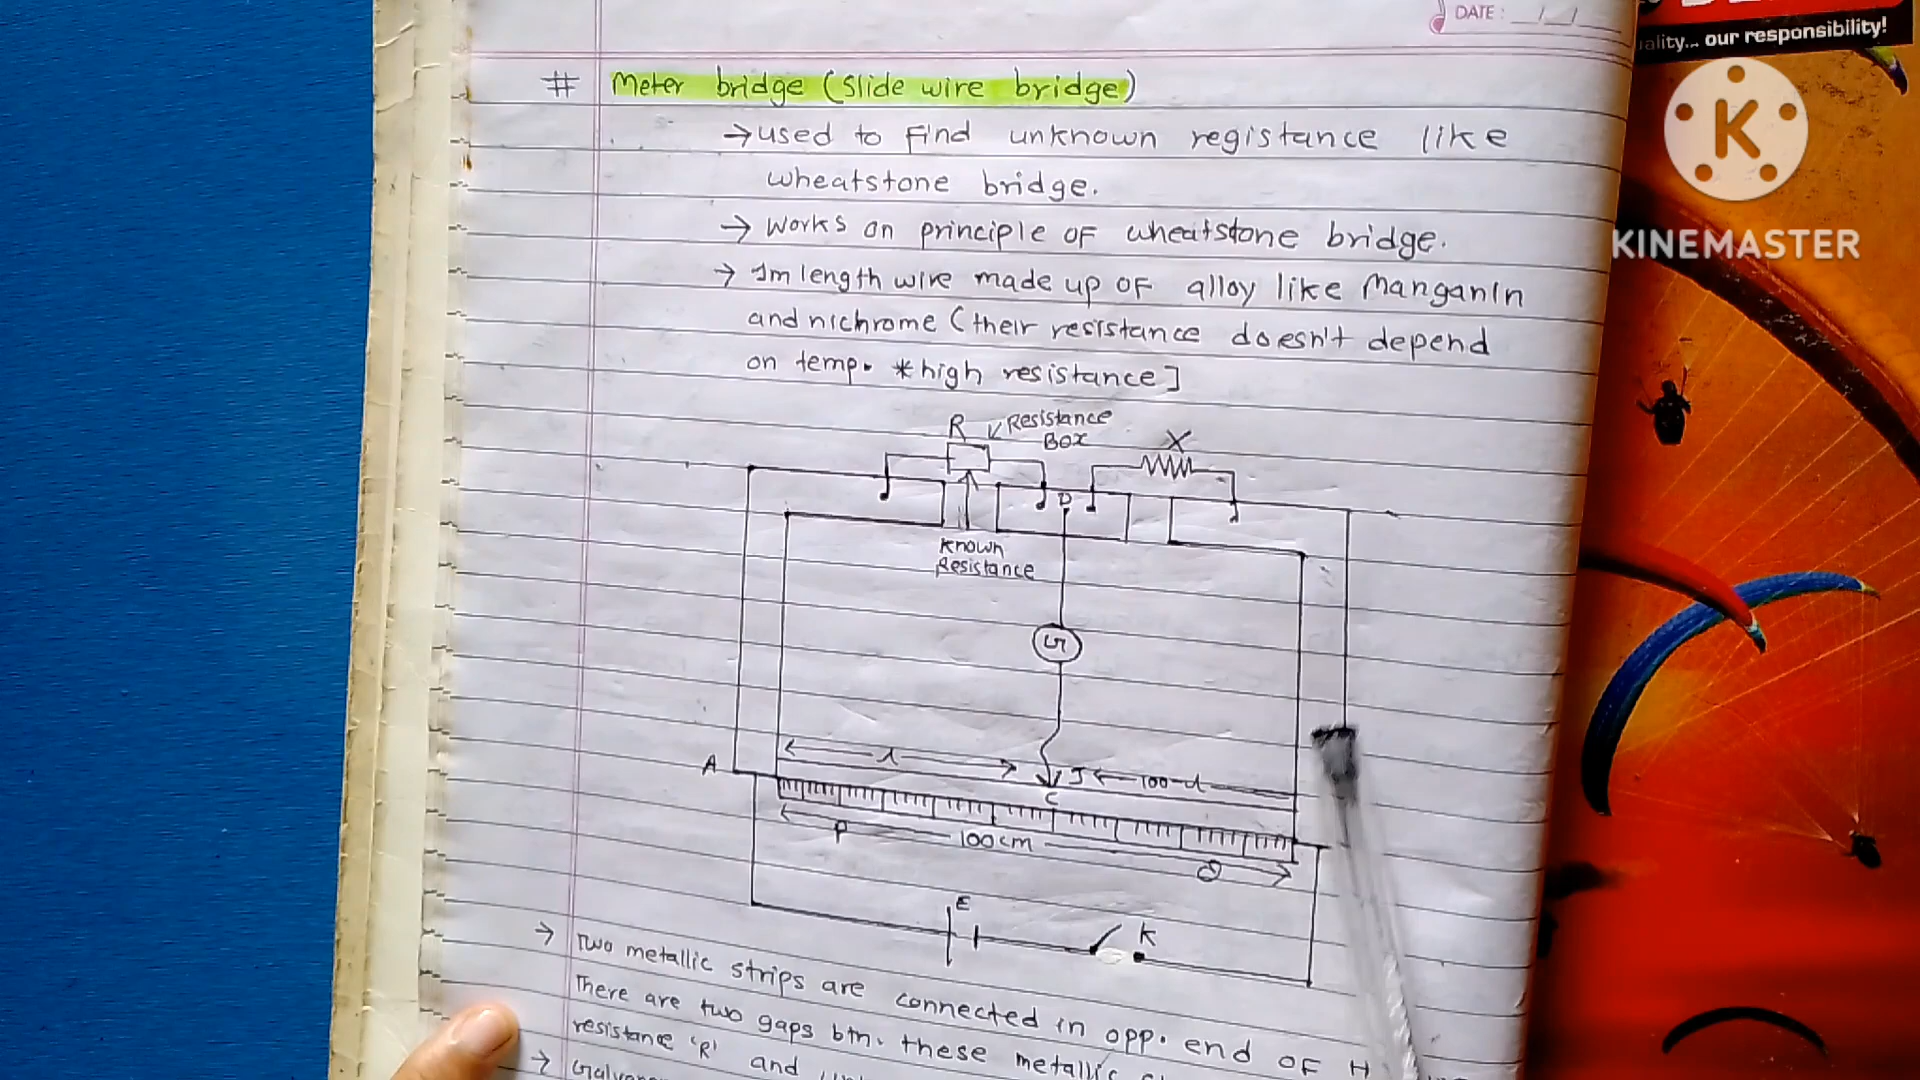 DATE: __/__/__
ality... our responsibility!
K
KINEMASTER
# Meter bridge (Slide wire bridge)
→ used to find unknown registance like
wheatstone bridge.
→ Works on principle of wheatstone bridge.
→ 1m length wire made up of alloy like Manganin
and nichrome (their resistance doesn't depend
on temp. *high resistance]
R Resistance
Box
X
D
Known
Resistance
G
A l J 100-l
C
P 100cm Q
E
K
→ Two metallic strips are connected in opp. end of
There are two gaps btn. these metallic
resistance 'R' and
→